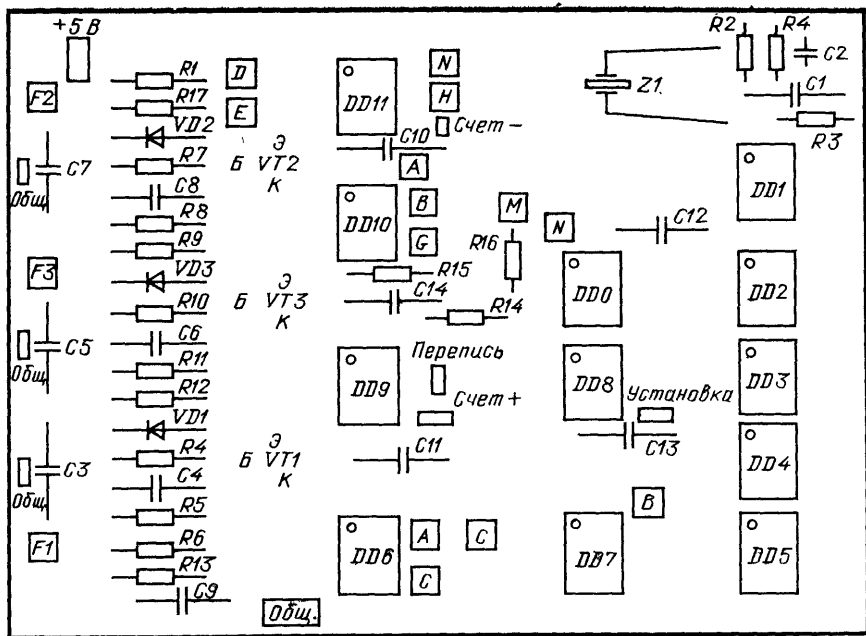 +5 В
R2 R4
C2
Z1
C1
R3
F2
R1
R17
VD2
R7
C7
Общ
C8
R8
R9
F3
VD3
R10
C5
Общ
C6
R11
R12
VD1
R4
C3
Общ.
C4
R5
F1
R6
R13
C9
Общ.
D
E
Э
Б VT2
К
Э
Б VT3
К
Э
Б VT1
К
DD11
N
H
Счет -
C10
A
DD10
B
G
R15
C14
R14
M
R16
N
C12
DD1
DD0
DD2
DD9
Перепись
Счет +
C11
DD8
Установка
C13
DD3
DD4
B
DD6
A
C
C
DB7
DD5